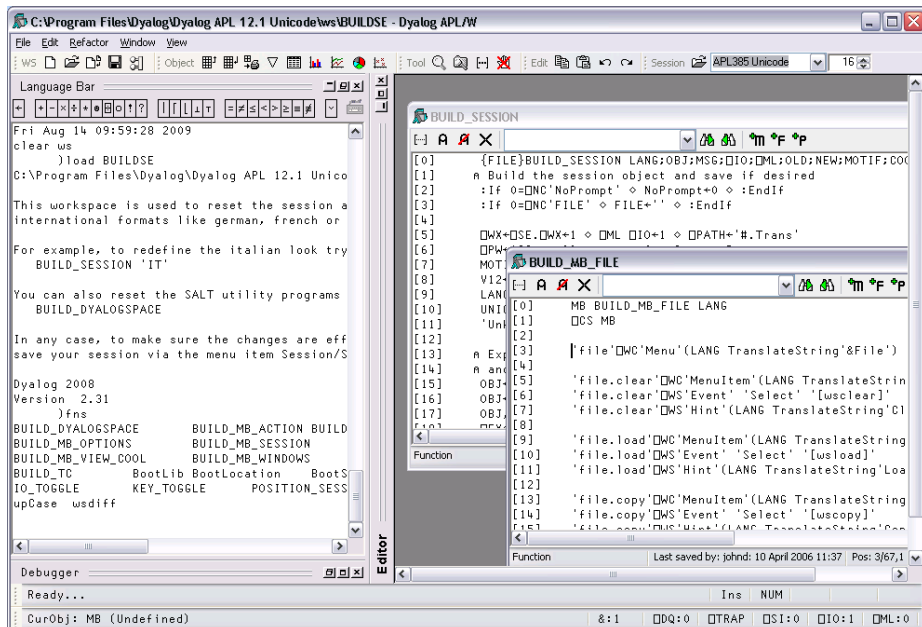 C:\Program Files\Dyalog\Dyalog APL 12.1 Unicode\ws\BUILDSE - Dyalog APL/W
File Edit Refactor Window View
WS Object Tool Edit Session APL385 Unicode 16
Language Bar
← + - × ÷ * ⍟ ⌹ ○ ! ? | ⌈ ⌊ ⊥ ⊤ = ≠ ≤ < > ≥ ≡ ≢
Fri Aug 14 09:59:28 2009
clear ws
)load BUILDSE
C:\Program Files\Dyalog\Dyalog APL 12.1 Unico
This workspace is used to reset the session a
international formats like german, french or
For example, to redefine the italian look try
BUILD_SESSION 'IT'
You can also reset the SALT utility programs
BUILD_DYALOGSPACE
In any case, to make sure the changes are eff
save your session via the menu item Session/S
Dyalog 2008
Version 2.31
)fns
BUILD_DYALOGSPACE BUILD_MB_ACTION BUILD
BUILD_MB_OPTIONS BUILD_MB_SESSION
BUILD_MB_VIEW_COOL BUILD_MB_WINDOWS
BUILD_TC BootLib BootLocation BootS
IO_TOGGLE KEY_TOGGLE POSITION_SESS
upCase wsdiff
Debugger
Editor
BUILD_SESSION
[0] {FILE}BUILD_SESSION LANG;OBJ;MSG;⎕IO;⎕ML;OLD;NEW;MOTIF;COO
[1] ⍝ Build the session object and save if desired
[2] :If 0=⎕NC'NoPrompt' ⋄ NoPrompt←0 ⋄ :EndIf
[3] :If 0=⎕NC'FILE' ⋄ FILE←'' ⋄ :EndIf
[4]
[5] ⎕WX←⎕SE.⎕WX←1 ⋄ ⎕ML ⎕IO←1 ⋄ ⎕PATH←'#.Trans'
[6] ⎕PW
[7] MOT
[8] V12
[9] LAN
[10] UNI
[11] 'Un
[12]
[13] ⍝ Exp
[14] ⍝ and
[15] OBJ
[16] OBJ
[17] OBJ,
Function
BUILD_MB_FILE
[0] MB BUILD_MB_FILE LANG
[1] ⎕CS MB
[2]
[3] 'file'⎕WC'Menu'(LANG TranslateString'&File')
[4]
[5] 'file.clear'⎕WC'MenuItem'(LANG TranslateStrin
[6] 'file.clear'⎕WS'Event' 'Select' '[wsclear]'
[7] 'file.clear'⎕WS'Hint'(LANG TranslateString'Cl
[8]
[9] 'file.load'⎕WC'MenuItem'(LANG TranslateString
[10] 'file.load'⎕WS'Event' 'Select' '[wsload]'
[11] 'file.load'⎕WS'Hint'(LANG TranslateString'Loa
[12]
[13] 'file.copy'⎕WC'MenuItem'(LANG TranslateString
[14] 'file.copy'⎕WS'Event' 'Select' '[wscopy]'
[15] 'file.copy'⎕WS'Hint'(LANG TranslateString'Cop
Function Last saved by: johnd: 10 April 2006 11:37 Pos: 3/67,1
Ready... Ins NUM
CurObj: MB (Undefined) &:1 ⎕DQ:0 ⎕TRAP ⎕SI:0 ⎕IO:1 ⎕ML:0